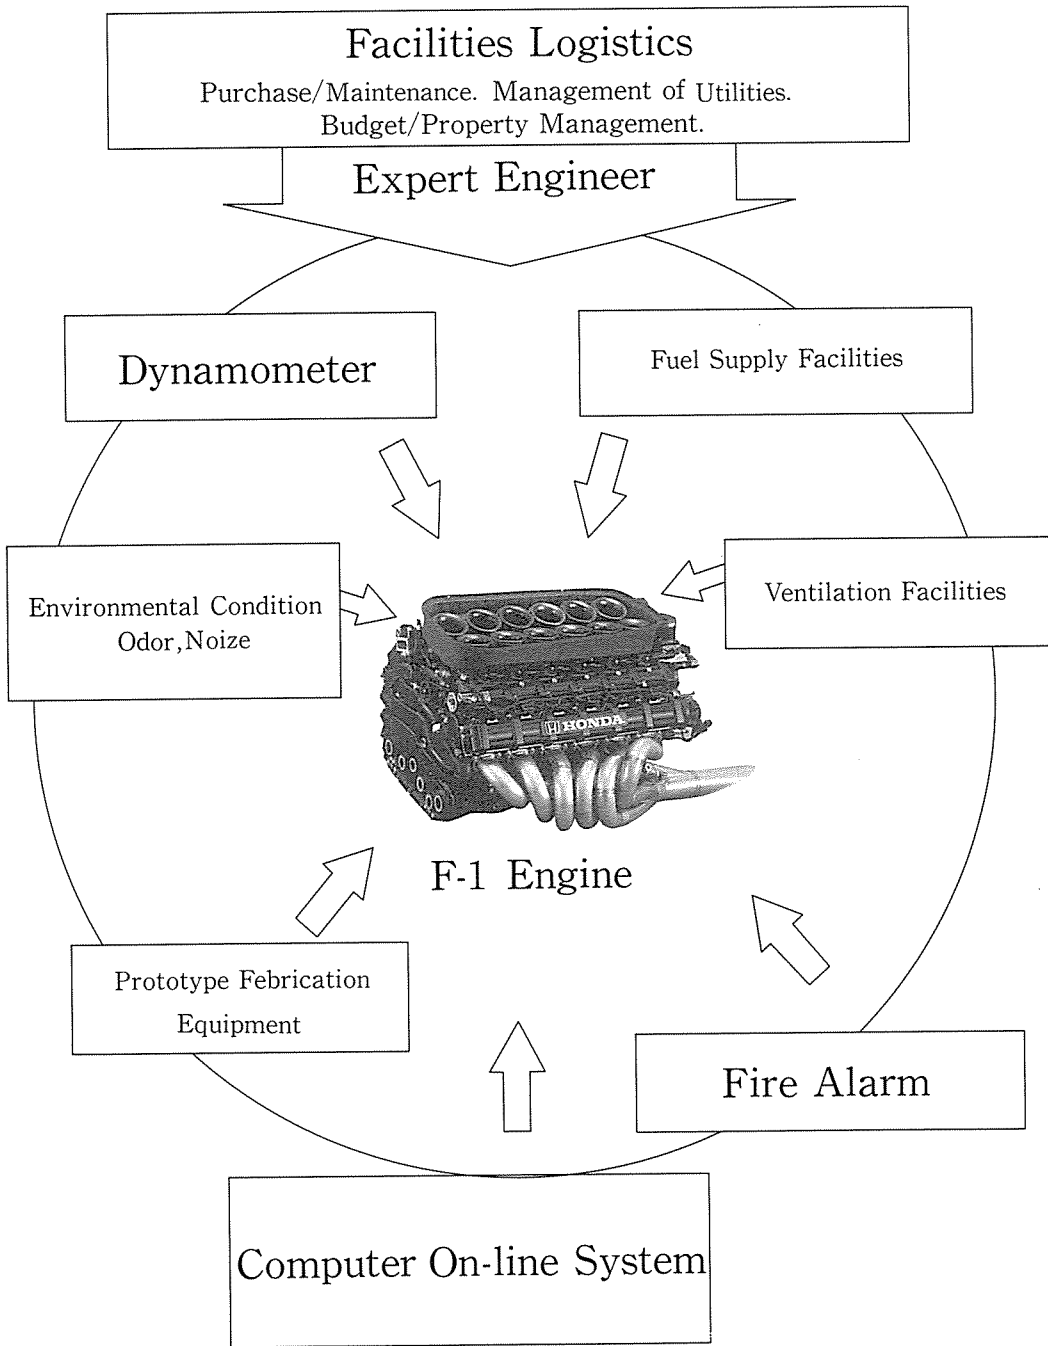 Facilities Logistics
Purchase/Maintenance. Management of Utilities.
Budget/Property Management.
Expert Engineer
Dynamometer
Fuel Supply Facilities
Environmental Condition
Odor,Noize
Ventilation Facilities
HONDA
F-1 Engine
Prototype Febrication
Equipment
Fire Alarm
Computer On-line System